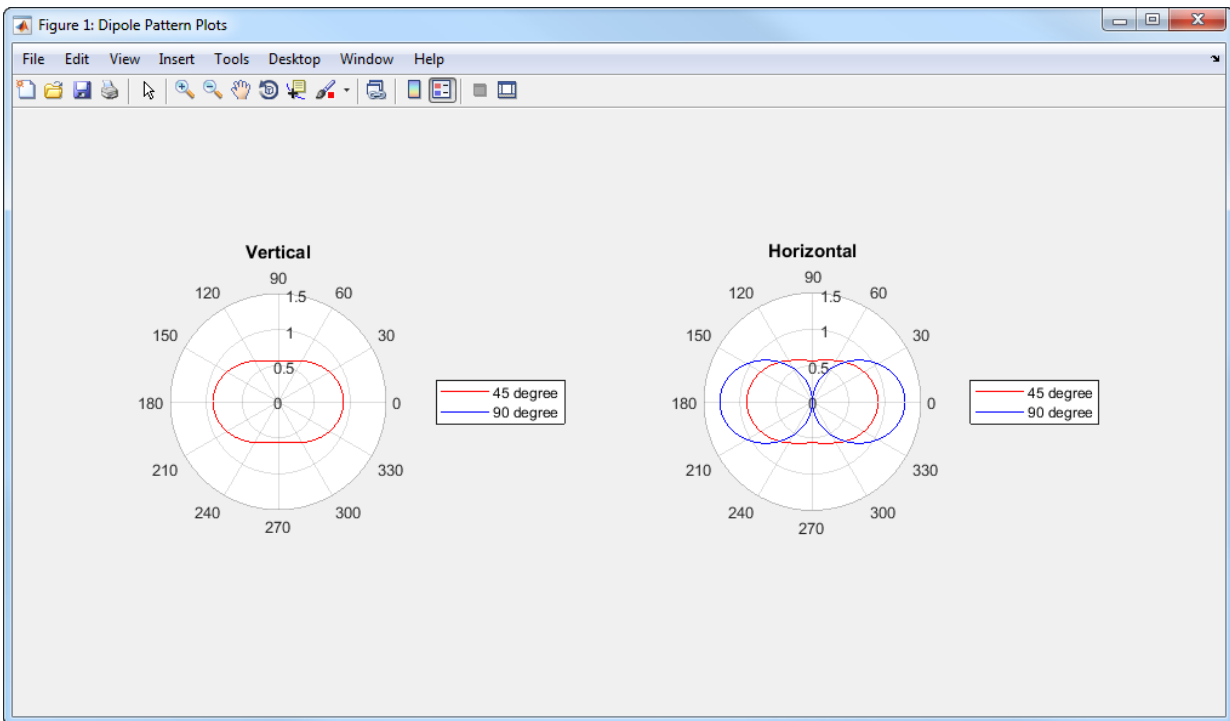 Figure 1: Dipole Pattern Plots
File Edit View Insert Tools Desktop Window Help
Vertical
90
120 1.5 60
150 1 30
0.5
180 0 0
210 330
240 300
270
45 degree
90 degree
Horizontal
90
120 1.5 60
150 1 30
0.5
180 0 0
210 330
240 300
270
45 degree
90 degree